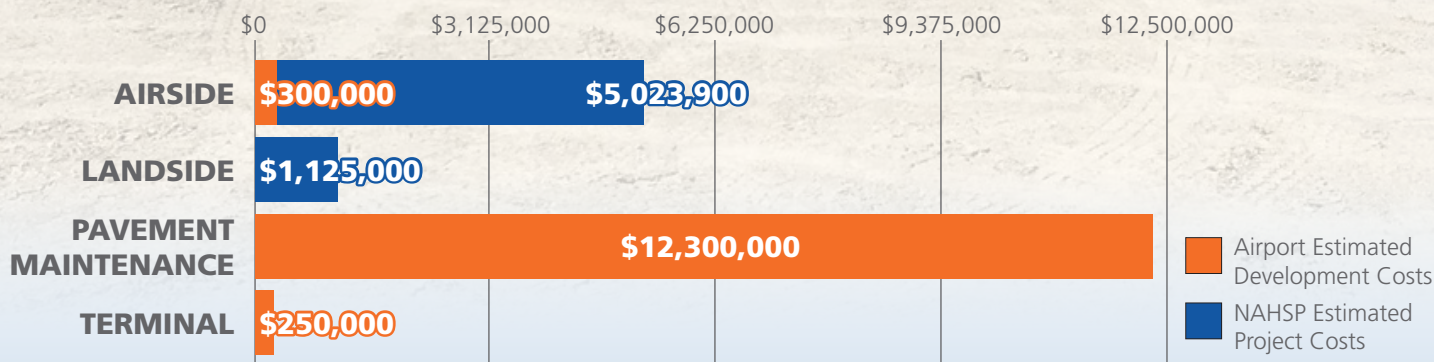 $0 $3,125,000 $6,250,000 $9,375,000 $12,500,000
AIRSIDE $300,000 $5,023,900
LANDSIDE $1,125,000
PAVEMENT
MAINTENANCE
$12,300,000
TERMINAL $250,000
Airport Estimated
Development Costs
NAHSP Estimated
Project Costs